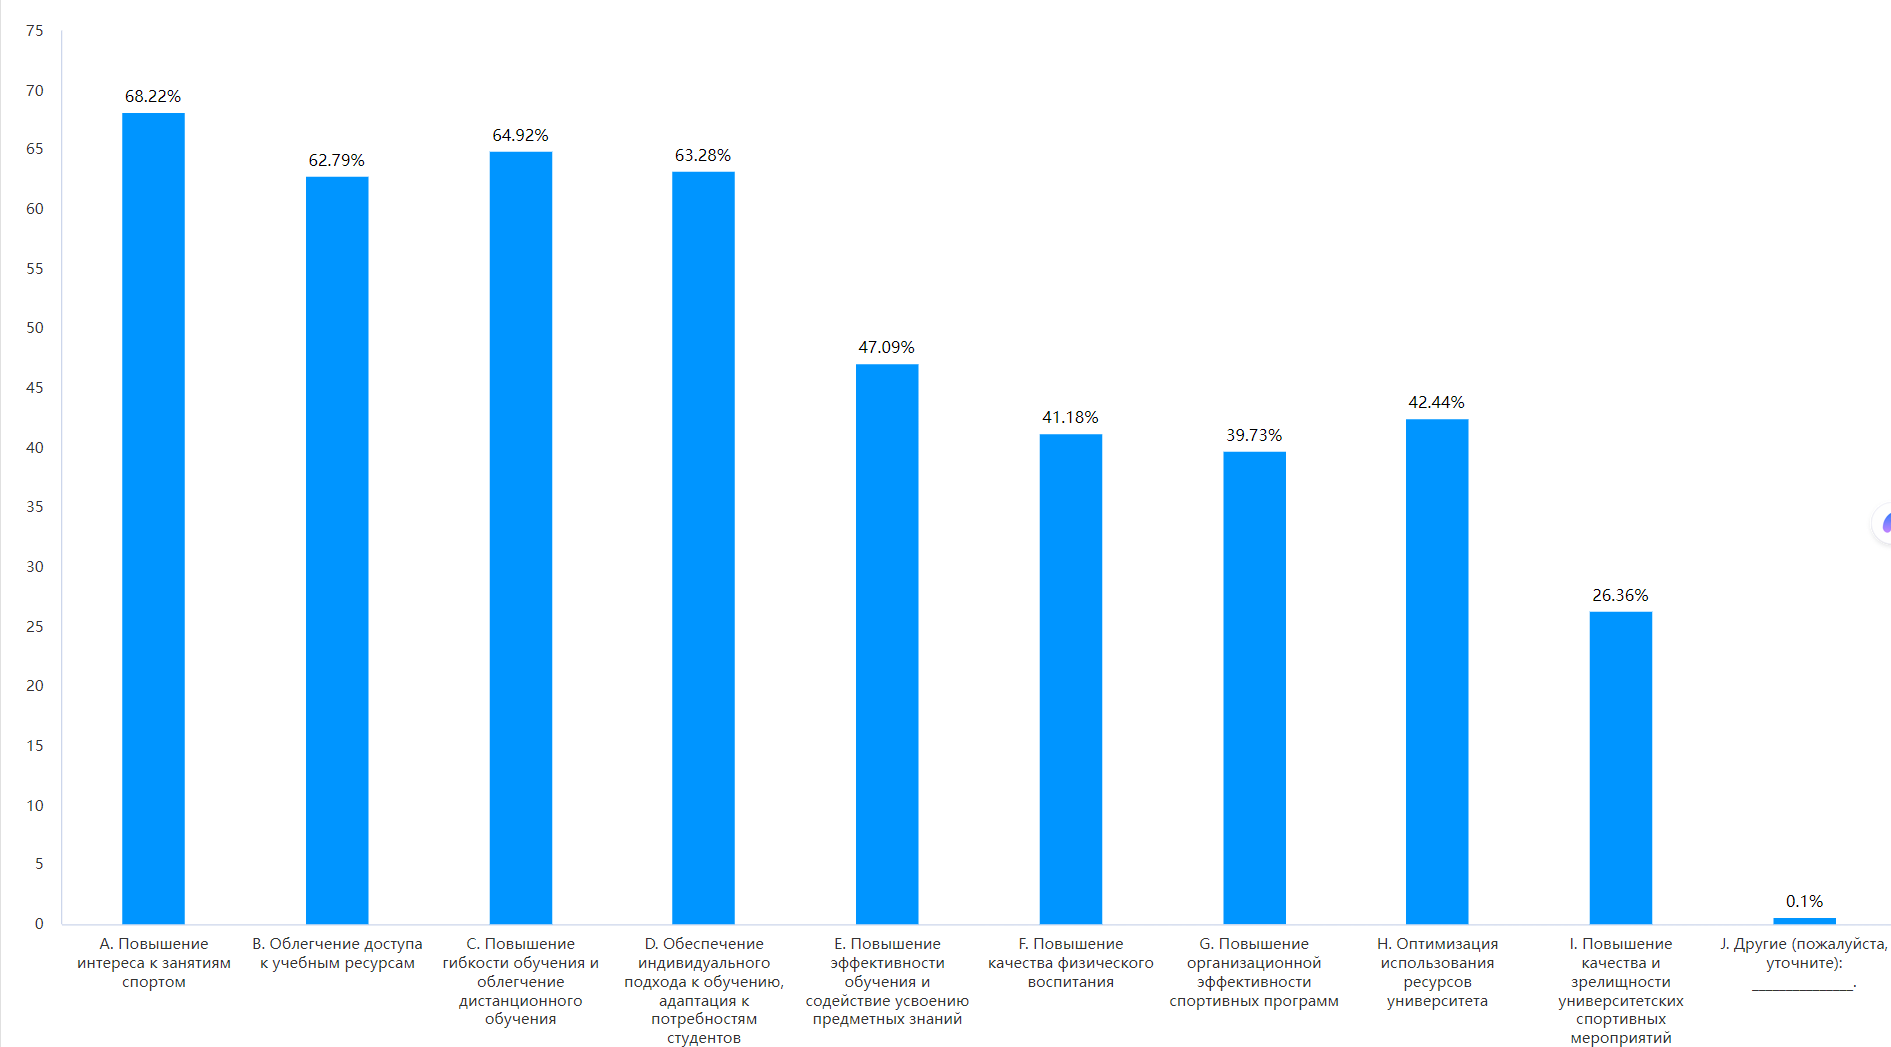 75
70
65
60
55
50
45
40
35
30
25
20
15
10
5
0
68.22%
62.79%
64.92%
63.28%
47.09%
41.18%
39.73%
42.44%
26.36%
0.1%
A. Повышение
интереса к занятиям
спортом
B. Облегчение доступа
к учебным ресурсам
C. Повышение
гибкости обучения и
облегчение
дистанционного
обучения
D. Обеспечение
индивидуального
подхода к обучению,
адаптация к
потребностям
студентов
E. Повышение
эффективности
обучения и
содействие усвоению
предметных знаний
F. Повышение
качества физического
воспитания
G. Повышение
организационной
эффективности
спортивных программ
H. Оптимизация
использования
ресурсов
университета
I. Повышение
качества и
зрелищности
университетских
спортивных
мероприятий
J. Другие (пожалуйста,
уточните):
_______________.